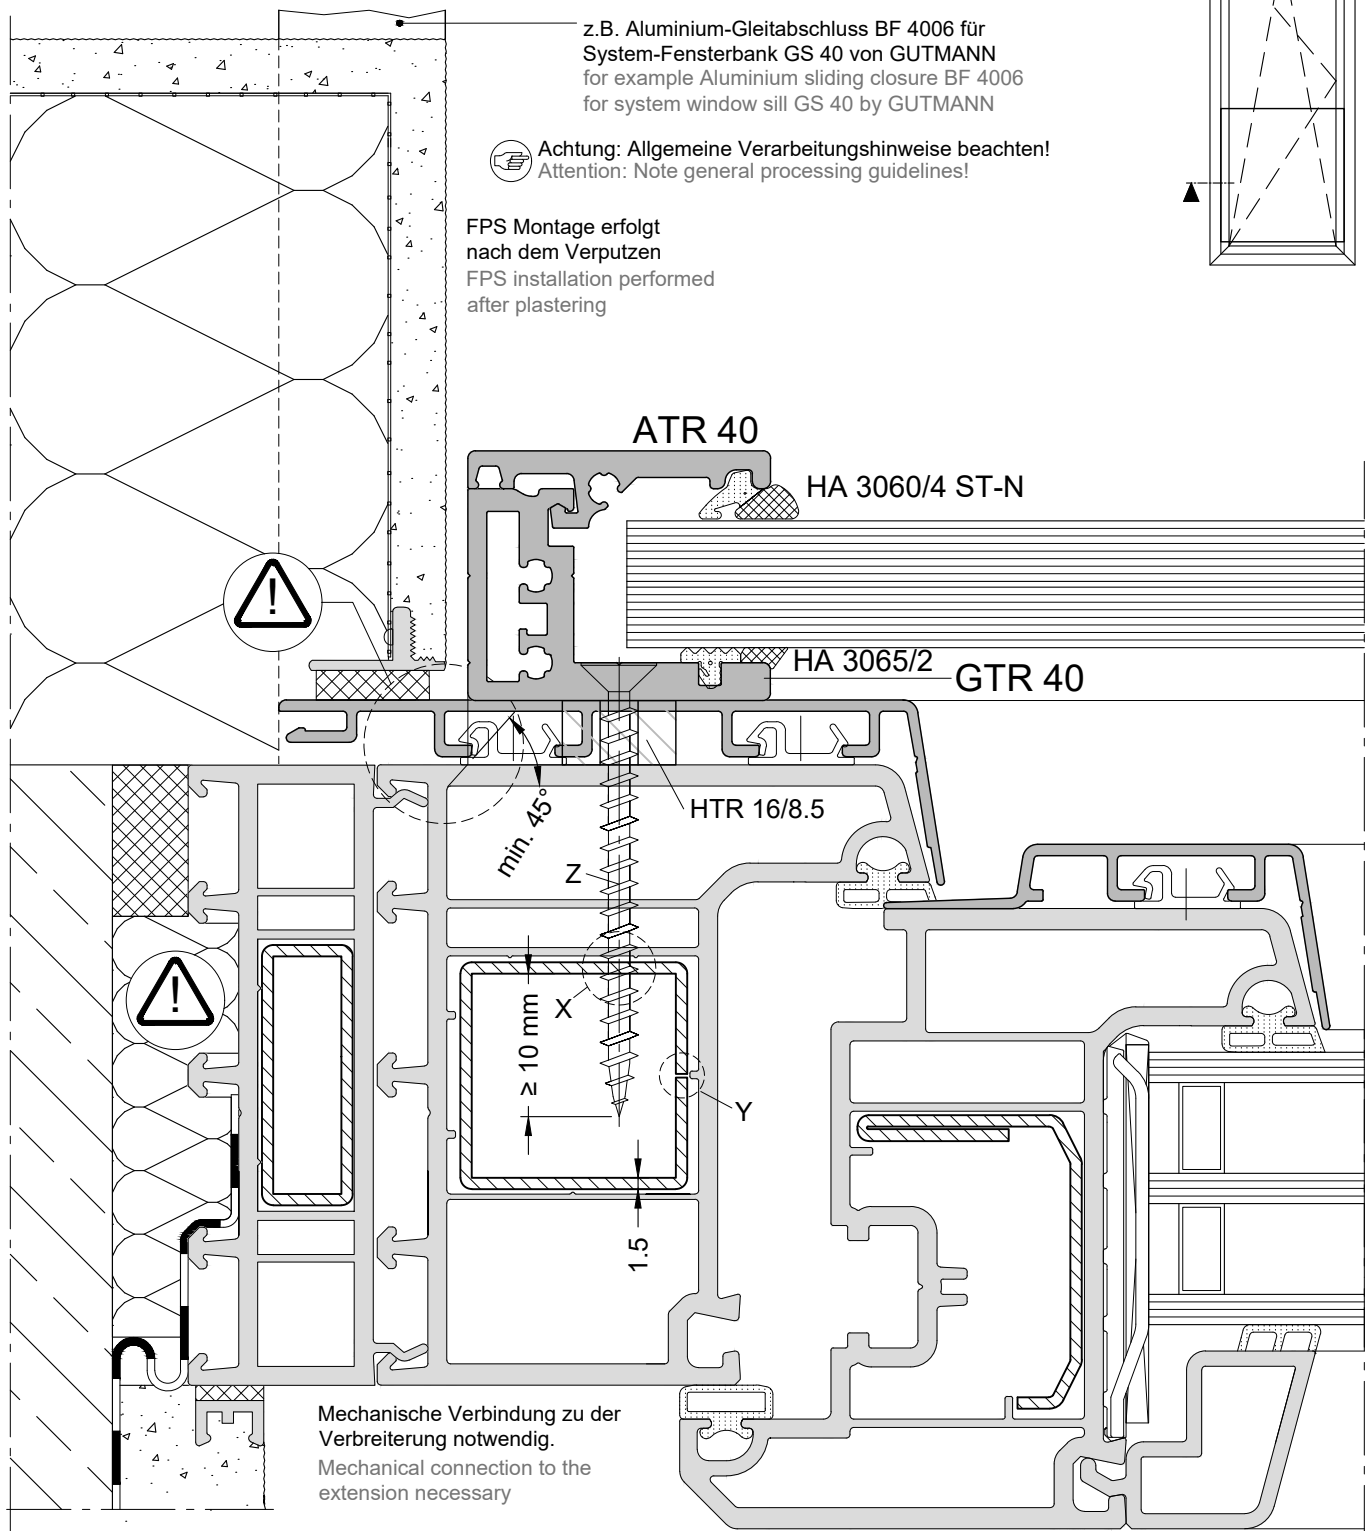 z.B. Aluminium-Gleitabschluss BF 4006 für
System-Fensterbank GS 40 von GUTMANN
for example Aluminium sliding closure BF 4006
for system window sill GS 40 by GUTMANN
Achtung: Allgemeine Verarbeitungshinweise beachten!
Attention: Note general processing guidelines!
FPS Montage erfolgt
nach dem Verputzen
FPS installation performed
after plastering
ATR 40
HA 3060/4 ST-N
!
HA 3065/2
GTR 40
HTR 16/8.5
min. 45°
Z
!
X
≥ 10 mm
Y
1.5
Mechanische Verbindung zu der
Verbreiterung notwendig.
Mechanical connection to the
extension necessary